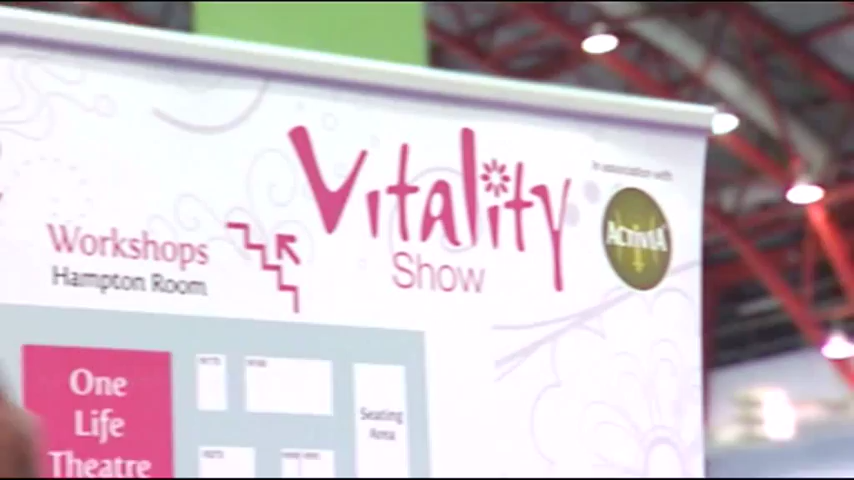 Vitality
Show
In association with
ACTIVIA
Workshops
Hampton Room
One
Life
Theatre
Seating
Area